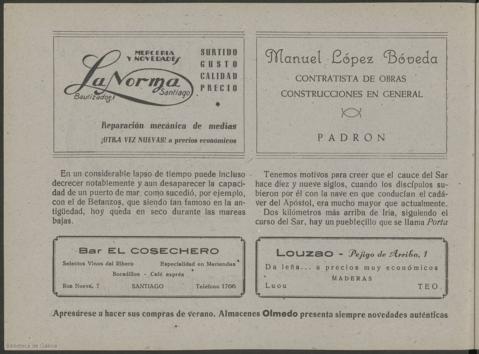 MERCERIA
Y NOVEDADES
La Norma
Bautizados
Santiago
SURTIDO
GUSTO
CALIDAD
PRECIO
Reparación mecánica de medias
¡OTRA VEZ NUEVAS! a precios económicos
Manuel López Bóveda
CONTRATISTA DE OBRAS
CONSTRUCCIONES EN GENERAL
PADRON
En un considerable lapso de tiempo puede incluso
decrecer notablemente y aun desaparecer la capaci-
dad de un puerto de mar: como sucedió, por ejemplo,
con el de Betanzos, que siendo tan famoso en la an-
tigüedad, hoy queda en seco durante las mareas
bajas.
Tenemos motivos para creer que el cauce del Sar
hace diez y nueve siglos, cuando los discípulos su-
bieron por él con la nave en que conducían el cadá-
ver del Apóstol, era mucho mayor que actualmente.
Dos kilómetros más arriba de Iria, siguiendo el
curso del Sar, hay un pueblecillo que se llama Porta
Bar EL COSECHERO
Selectos Vinos del Ribero Especialidad en Meriendas
Bocadillos - Café exprés
Rúa Nueva, 7 SANTIAGO Teléfono 1706
Louzao - Pejigo de Arriba, 1
Da leña... a precios muy económicos
MADERAS
Luou TEO
Apresúrese a hacer sus compras de verano. Almacenes Olmedo presenta siempre novedades auténticas
Biblioteca de Galicia